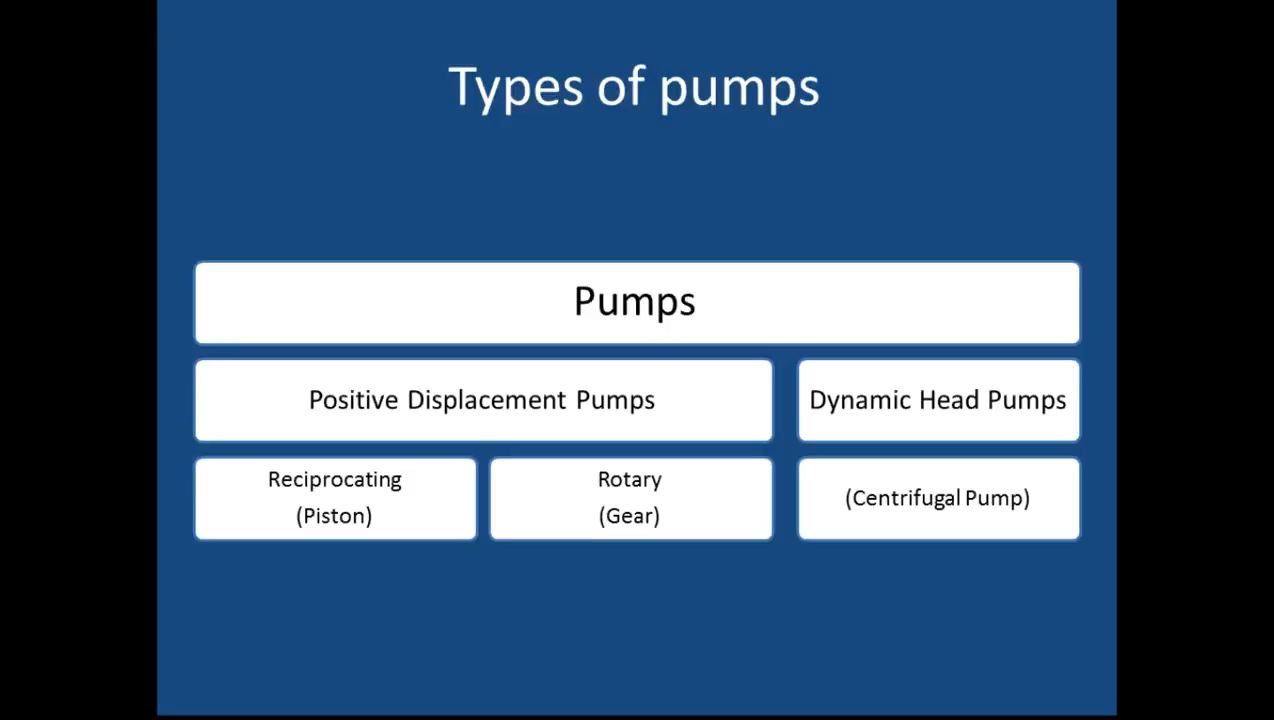 Types of pumps
Pumps
Positive Displacement Pumps
Dynamic Head Pumps
Reciprocating
(Piston)
Rotary
(Gear)
(Centrifugal Pump)